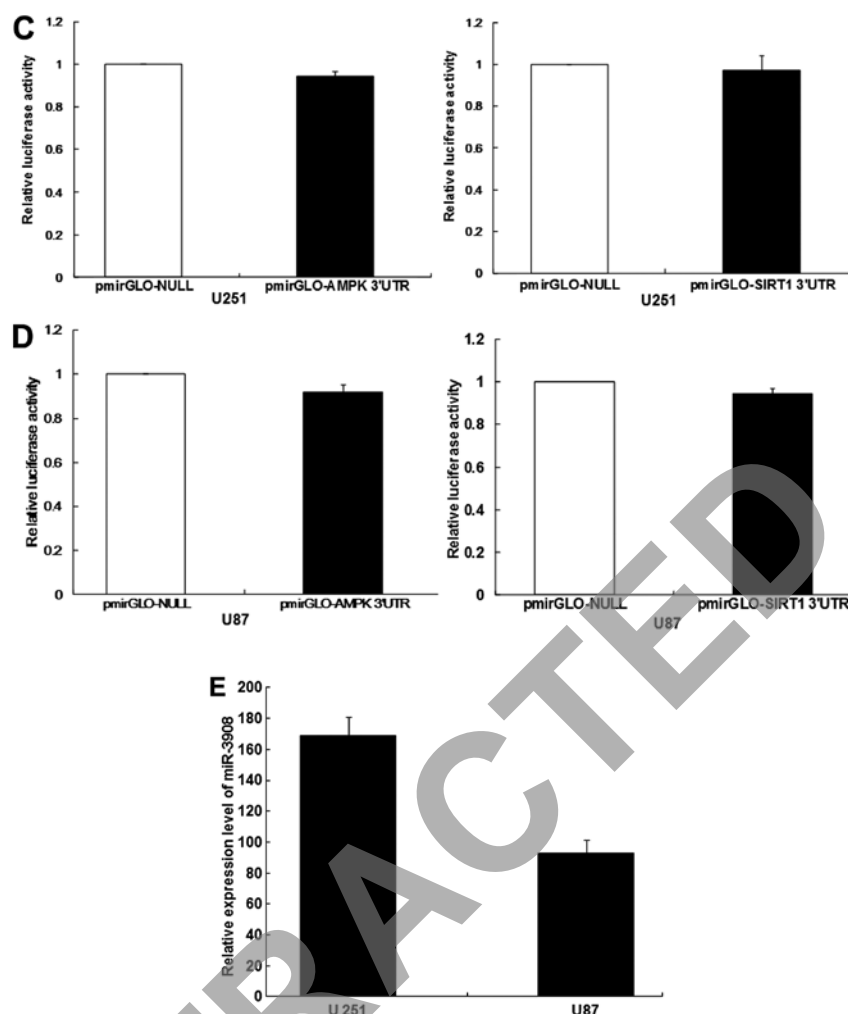 C
Relative luciferase activity
1.2
1
0.8
0.6
0.4
0.2
0
pmirGLO-NULL
pmirGLO-AMPK 3'UTR
U251
Relative luciferase activity
1.2
1
0.8
0.6
0.4
0.2
0
pmirGLO-NULL
pmirGLO-SIRT1 3'UTR
U251
D
Relative luciferase activity
1.2
1
0.8
0.6
0.4
0.2
0
pmirGLO-NULL
pmirGLO-AMPK 3'UTR
U87
Relative luciferase activity
1.2
1
0.8
0.6
0.4
0.2
0
pmirGLO-NULL
pmirGLO-SIRT1 3'UTR
U87
E
Relative expression level of miR-3908
200
180
160
140
120
100
80
60
40
20
0
U251
U87
RACTED